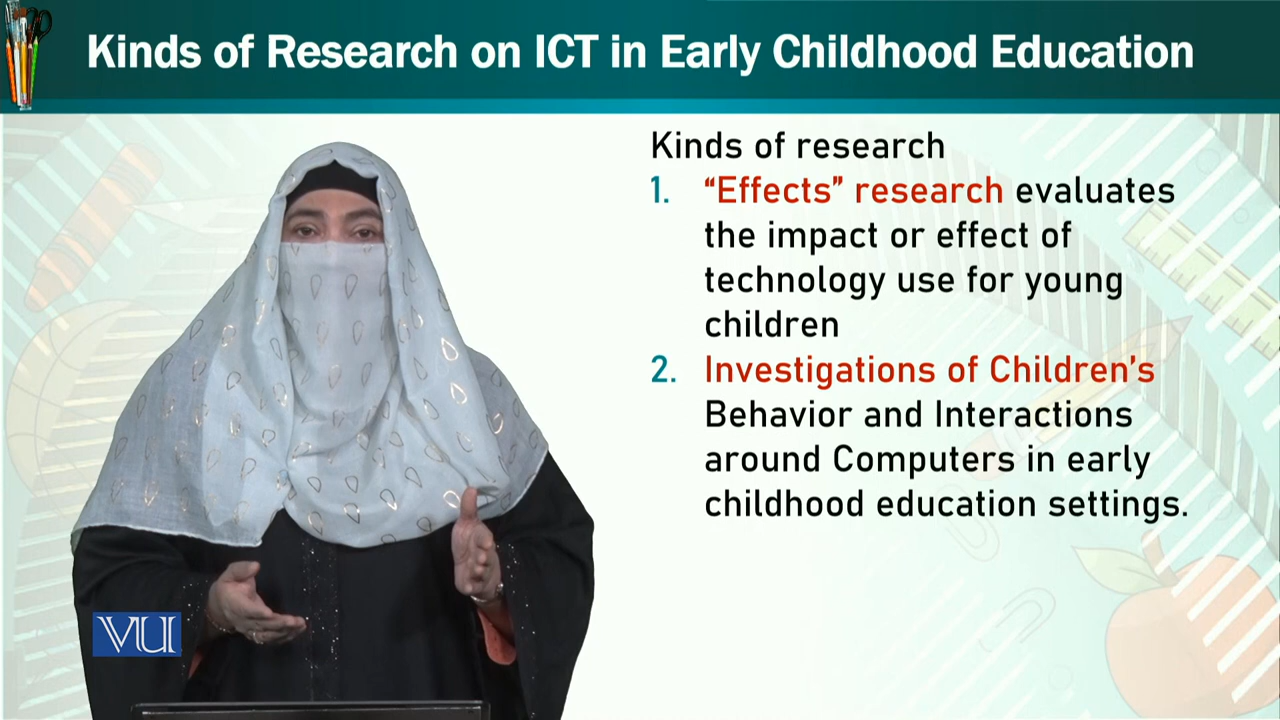 Kinds of Research on ICT in Early Childhood Education
Kinds of research
1. “Effects” research evaluates
the impact or effect of
technology use for young
children
2. Investigations of Children’s
Behavior and Interactions
around Computers in early
childhood education settings.
VU